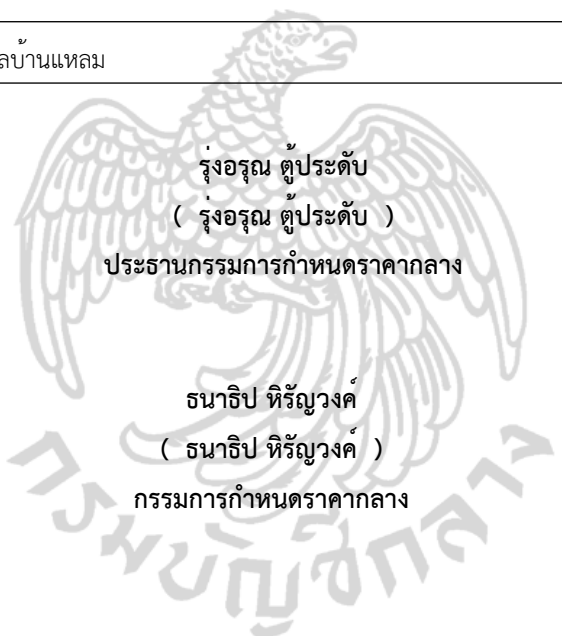 ลบ้านแหลม
รุ่งอรุณ ตู้ประดับ
( รุ่งอรุณ ตู้ประดับ )
ประธานกรรมการกำหนดราคากลาง
ธนาธิป หิรัญวงค์
( ธนาธิป หิรัญวงค์ )
กรรมการกำหนดราคากลาง
กรมบัญชีกลาง